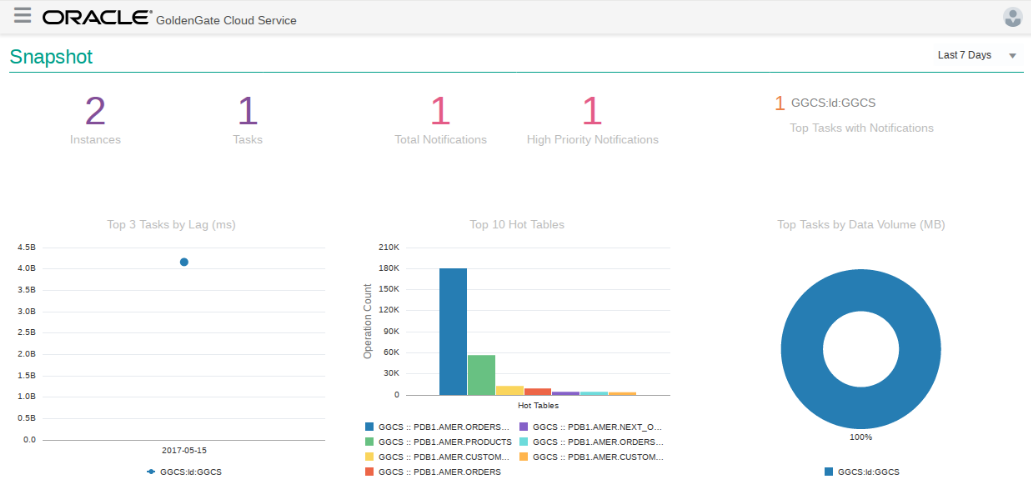 ORACLE® GoldenGate Cloud Service
Snapshot
Last 7 Days
2
Instances
1
Tasks
1
Total Notifications
1
High Priority Notifications
1 GGCS:Id:GGCS
Top Tasks with Notifications
Top 3 Tasks by Lag (ms)
4.5B
4.0B
3.5B
3.0B
2.5B
2.0B
1.5B
1.0B
0.5B
0.0
2017-05-15
GGCS:Id:GGCS
Top 10 Hot Tables
Operation Count
210K
180K
150K
120K
90K
60K
30K
0
Hot Tables
GGCS :: PDB1.AMER.ORDERS...
GGCS :: PDB1.AMER.NEXT_O...
GGCS :: PDB1.AMER.PRODUCTS
GGCS :: PDB1.AMER.ORDERS...
GGCS :: PDB1.AMER.CUSTOM...
GGCS :: PDB1.AMER.CUSTOM...
GGCS :: PDB1.AMER.ORDERS
Top Tasks by Data Volume (MB)
100%
GGCS:Id:GGCS